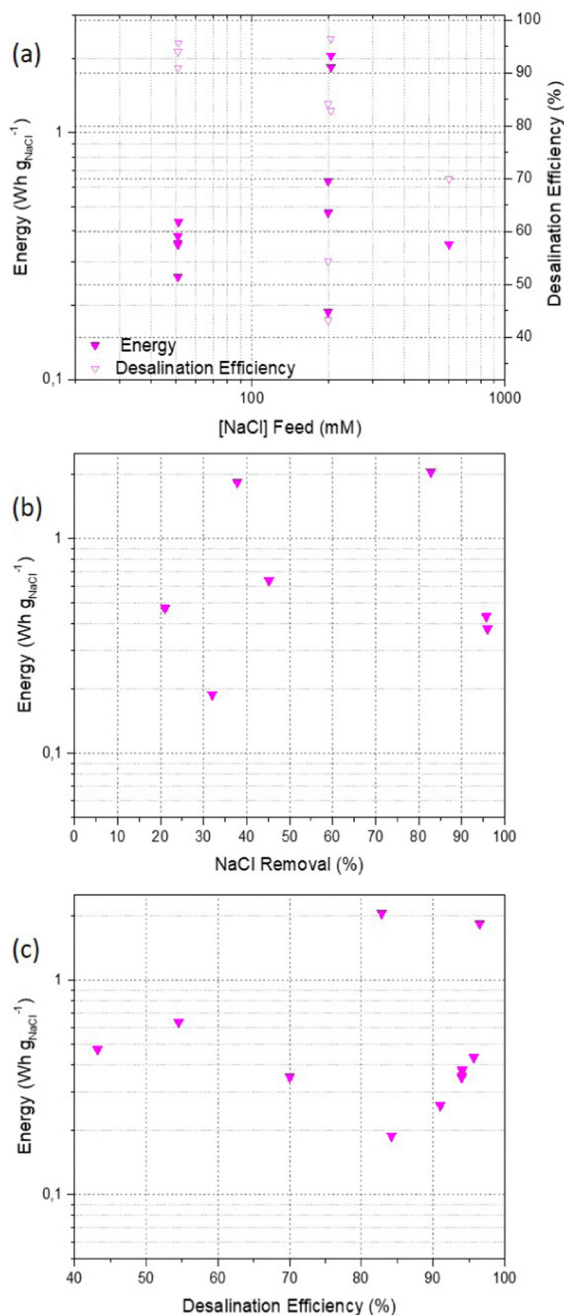 (a)
100
90
80
70
60
50
40
1
0,1
Energy (Wh g_NaCl^-1)
Desalination Efficiency (%)
Energy
Desalination Efficiency
100
1000
[NaCl] Feed (mM)
(b)
1
0,1
Energy (Wh g_NaCl^-1)
0 10 20 30 40 50 60 70 80 90 100
NaCl Removal (%)
(c)
1
0,1
Energy (Wh g_NaCl^-1)
40 50 60 70 80 90 100
Desalination Efficiency (%)